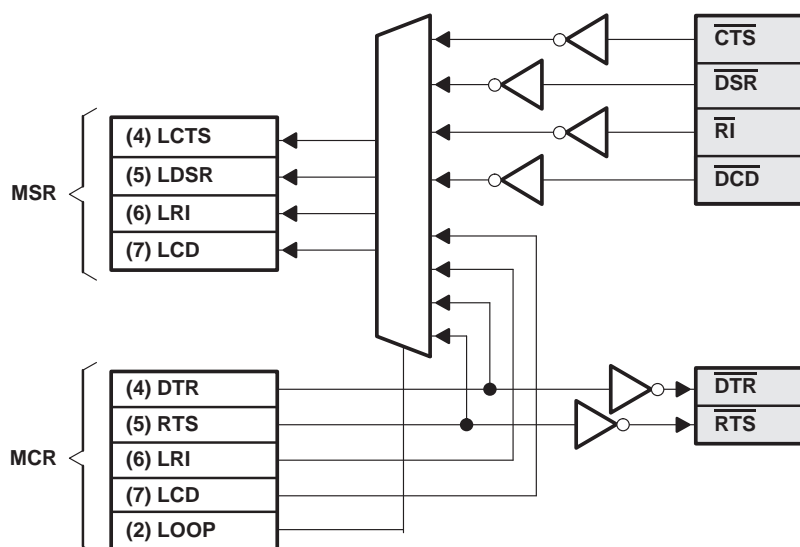 CTS
DSR
RI
DCD
MSR
(4) LCTS
(5) LDSR
(6) LRI
(7) LCD
MCR
(4) DTR
(5) RTS
(6) LRI
(7) LCD
(2) LOOP
DTR
RTS